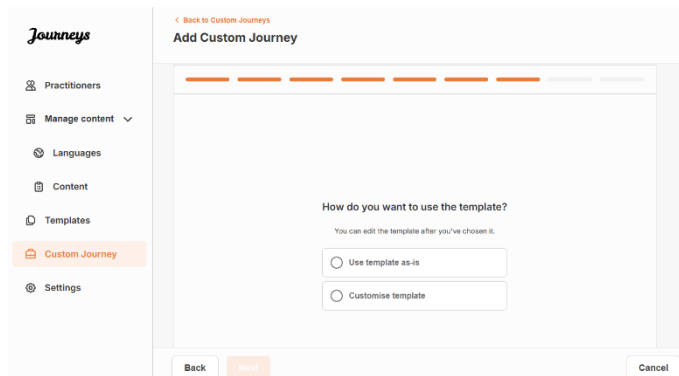 Journeys
Practitioners
Manage content
Languages
Content
Templates
Custom Journey
Settings
< Back to Custom Journeys
Add Custom Journey
How do you want to use the template?
You can edit the template after you've chosen it.
Use template as-is
Customise template
Back
Next
Cancel